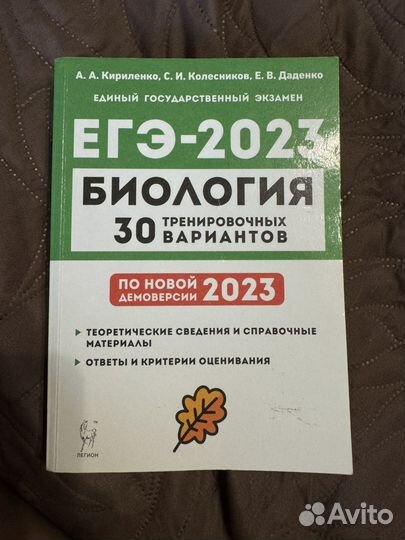 А. А. Кириленко, С. И. Колесников, Е. В. Даденко
ЕДИНЫЙ ГОСУДАРСТВЕННЫЙ ЭКЗАМЕН
ЕГЭ-2023
БИОЛОГИЯ
30 ТРЕНИРОВОЧНЫХ
ВАРИАНТОВ
ПО НОВОЙ
ДЕМОВЕРСИИ 2023
ТЕОРЕТИЧЕСКИЕ СВЕДЕНИЯ И СПРАВОЧНЫЕ
МАТЕРИАЛЫ
ОТВЕТЫ И КРИТЕРИИ ОЦЕНИВАНИЯ
ЛЕГИОН
Avito